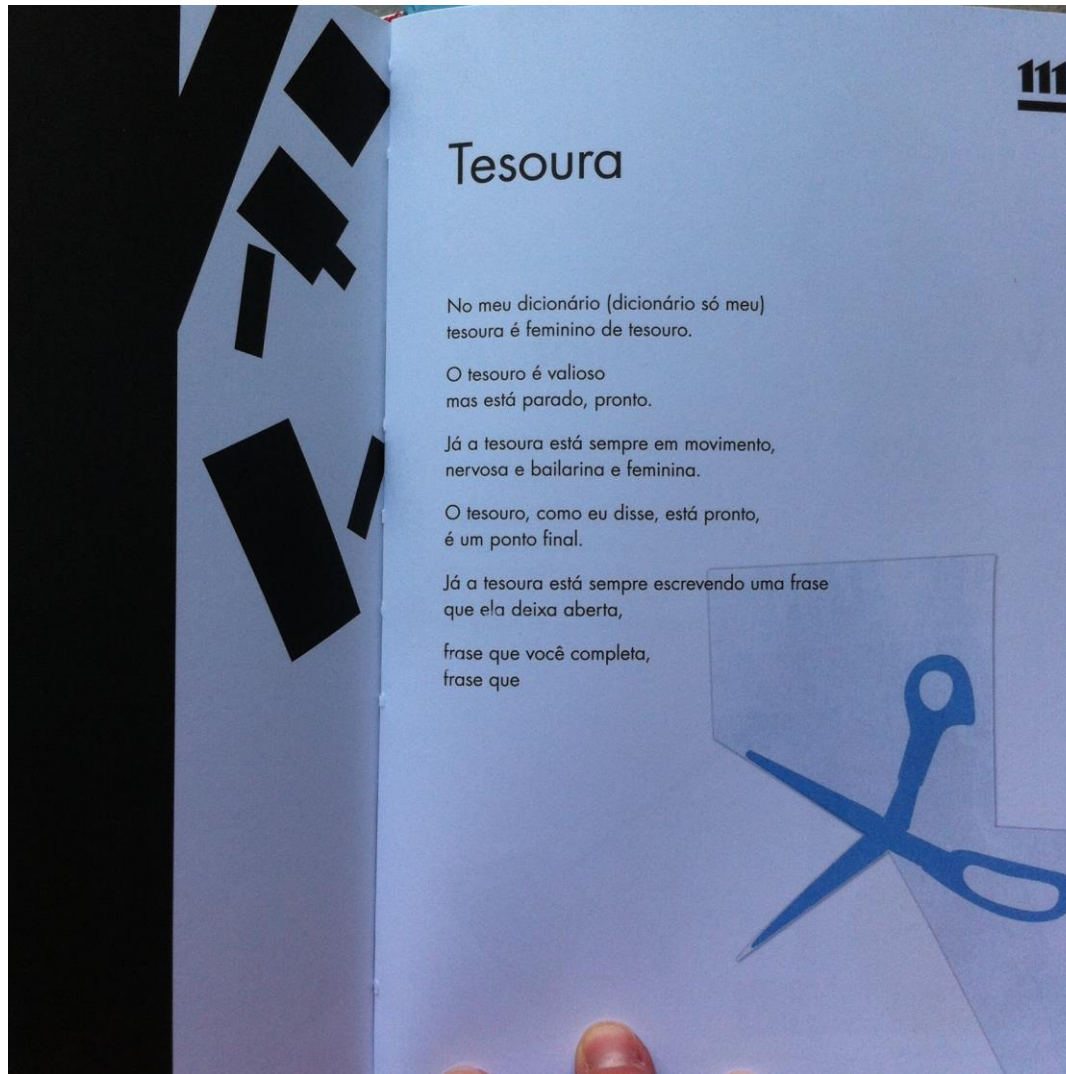 111
Tesoura
No meu dicionário (dicionário só meu)
tesoura é feminino de tesouro.
O tesouro é valioso
mas está parado, pronto.
Já a tesoura está sempre em movimento,
nervosa e bailarina e feminina.
O tesouro, como eu disse, está pronto,
é um ponto final.
Já a tesoura está sempre escrevendo uma frase
que ela deixa aberta,
frase que você completa,
frase que